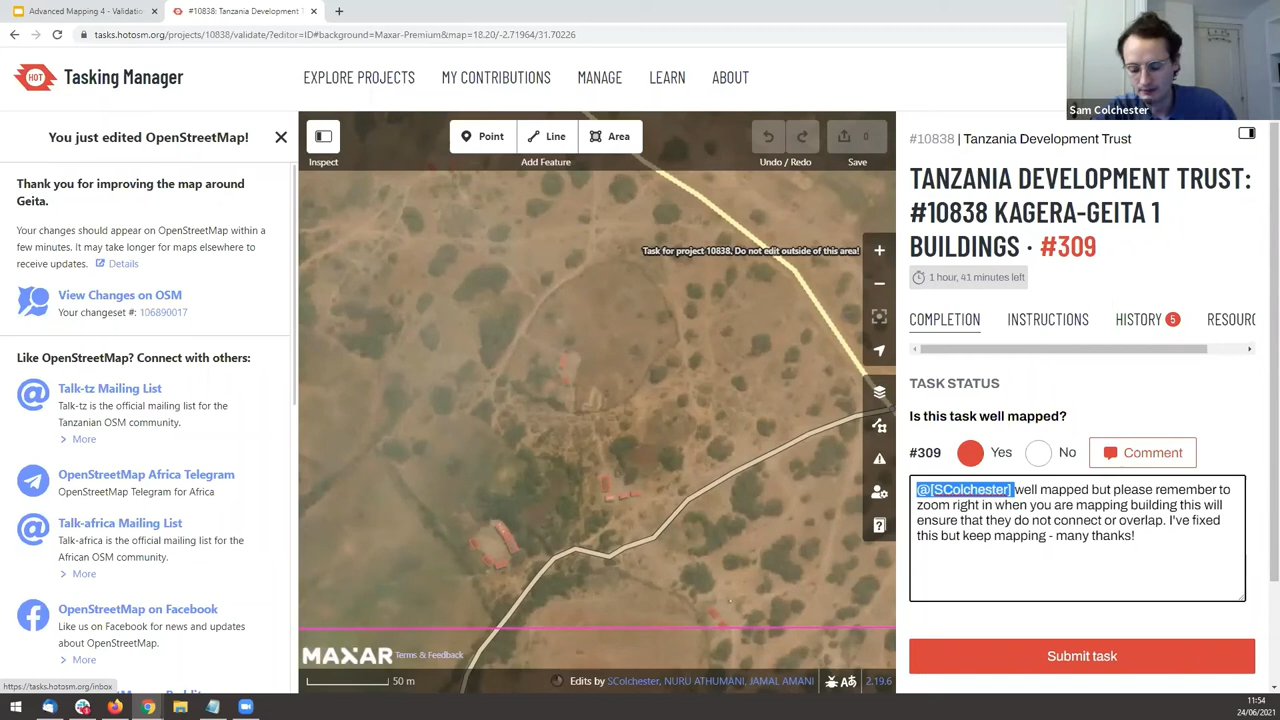 Advanced Mapping 4 - Validatio
#10838: Tanzania Development T
tasks.hotosm.org/projects/10838/validate/?editor=ID#background=Maxar-Premium&map=18.20/-2.71964/31.70226
HOT
Tasking Manager
EXPLORE PROJECTS
MY CONTRIBUTIONS
MANAGE
LEARN
ABOUT
Sam Colchester
You just edited OpenStreetMap!
Thank you for improving the map around
Geita.
Your changes should appear on OpenStreetMap within a
few minutes. It may take longer for maps elsewhere to
receive updates. Details
View Changes on OSM
Your changeset #: 106890017
Like OpenStreetMap? Connect with others:
Talk-tz Mailing List
Talk-tz is the official mailing list for the
Tanzanian OSM community.
> More
OpenStreetMap Africa Telegram
OpenStreetMap Telegram for Africa
Talk-africa Mailing List
Talk-africa is the official mailing list for the
African OSM community.
> More
OpenStreetMap on Facebook
Like us on Facebook for news and updates
about OpenStreetMap.
> More
https://tasks.hotosm.org/inbox
Inspect
Point
Line
Area
Add Feature
Undo / Redo
0
Save
Task for project 10838. Do not edit outside of this area!
MAXAR Terms & Feedback
50 m
Edits by SColchester, NURU ATHUMANI, JAMAL AMANI
2.19.6
#10838 | Tanzania Development Trust
TANZANIA DEVELOPMENT TRUST:
#10838 KAGERA-GEITA 1
BUILDINGS · #309
1 hour, 41 minutes left
COMPLETION
INSTRUCTIONS
HISTORY 5
RESOURC
TASK STATUS
Is this task well mapped?
#309
Yes
No
Comment
@[SColchester] well mapped but please remember to
zoom right in when you are mapping building this will
ensure that they do not connect or overlap. I've fixed
this but keep mapping - many thanks!
Submit task
11:54
24/06/2021